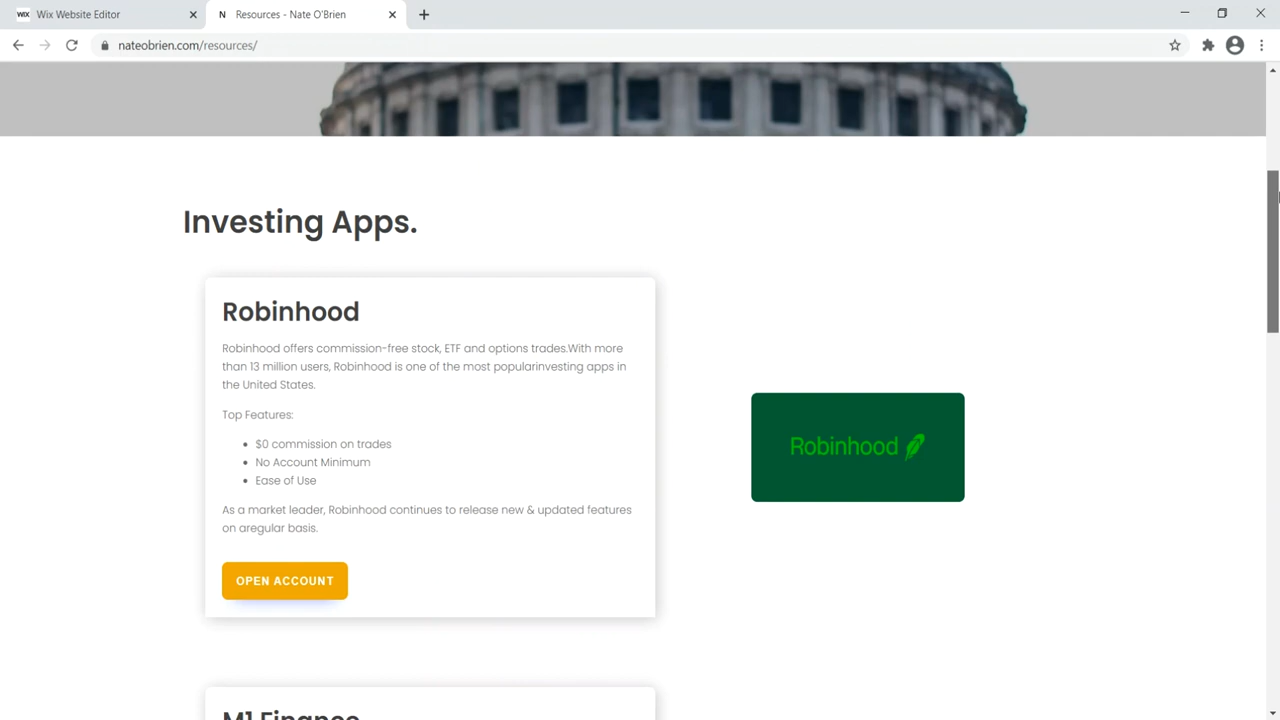 WIX Wix Website Editor
N Resources - Nate O'Brien
nateobrien.com/resources/
Investing Apps.
Robinhood
Robinhood offers commission-free stock, ETF and options trades.With more
than 13 million users, Robinhood is one of the most popularinvesting apps in
the United States.
Top Features:
$0 commission on trades
No Account Minimum
Ease of Use
As a market leader, Robinhood continues to release new & updated features
on aregular basis.
OPEN ACCOUNT
Robinhood
M1 Finance